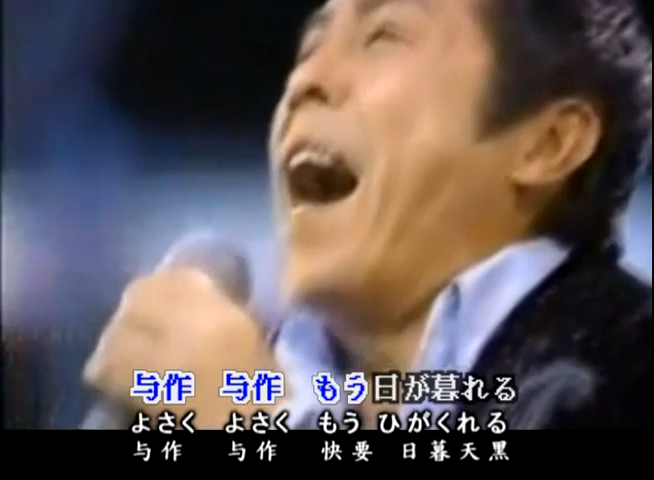 与作 与作 もう日が暮れる
よさく よさく もう ひがくれる
与作 与作 快要 日暮天黑